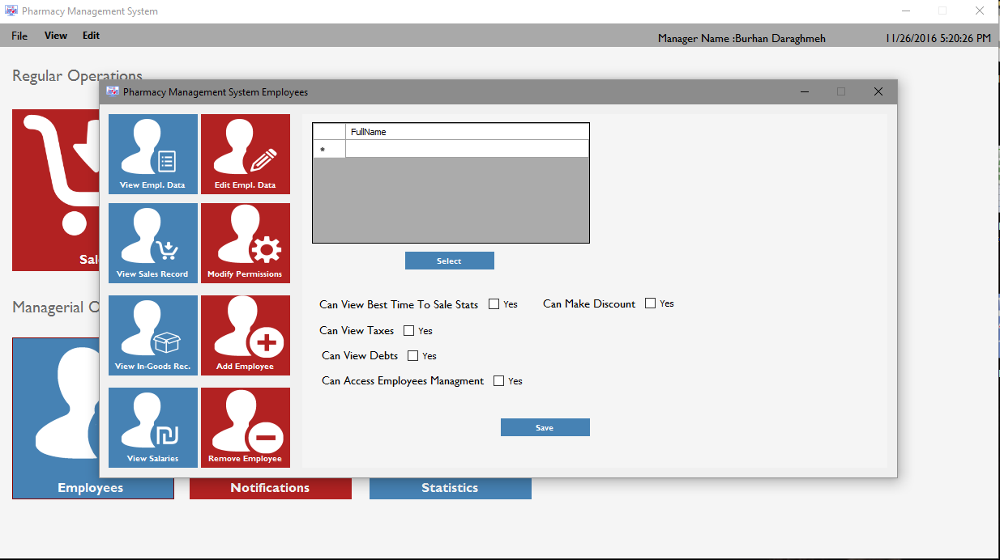 Pharmacy Management System
File View Edit
Manager Name :Burhan Daraghmeh 11/26/2016 5:20:26 PM
Regular Operations
Pharmacy Management System Employees
View Empl. Data
Edit Empl. Data
View Sales Record
Modify Permissions
View In-Goods Rec.
Add Employee
View Salaries
Remove Employee
FullName
*
Select
Can View Best Time To Sale Stats Yes
Can Make Discount Yes
Can View Taxes Yes
Can View Debts Yes
Can Access Employees Managment Yes
Save
Managerial
Employees
Notifications
Statistics